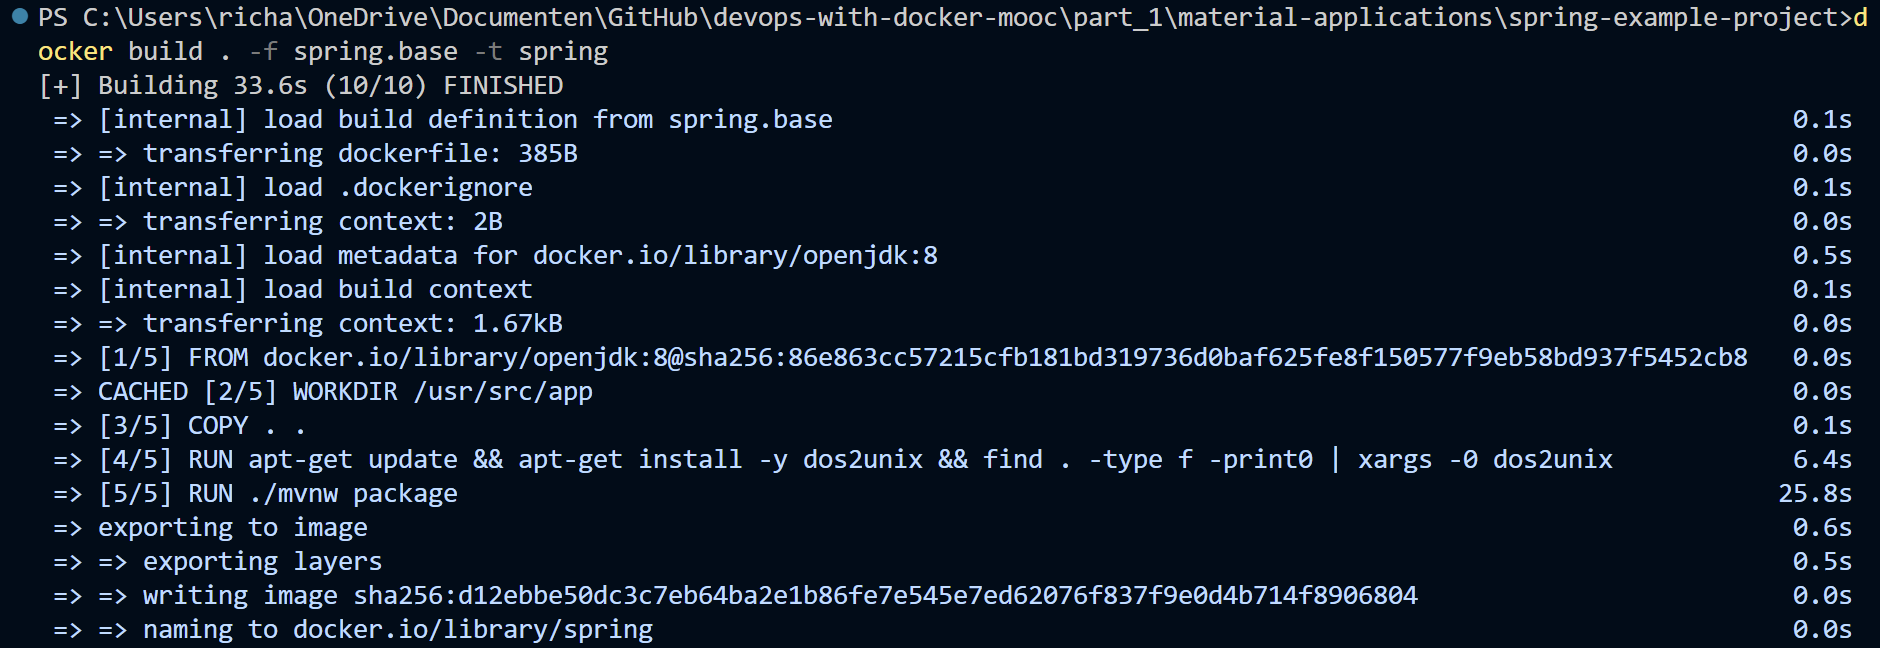 PS C:\Users\richa\OneDrive\Documenten\GitHub\devops-with-docker-mooc\part_1\material-applications\spring-example-project>d
ocker build . -f spring.base -t spring
[+] Building 33.6s (10/10) FINISHED
=> [internal] load build definition from spring.base 0.1s
=> => transferring dockerfile: 385B 0.0s
=> [internal] load .dockerignore 0.1s
=> => transferring context: 2B 0.0s
=> [internal] load metadata for docker.io/library/openjdk:8 0.5s
=> [internal] load build context 0.1s
=> => transferring context: 1.67kB 0.0s
=> [1/5] FROM docker.io/library/openjdk:8@sha256:86e863cc57215cfb181bd319736d0baf625fe8f150577f9eb58bd937f5452cb8 0.0s
=> CACHED [2/5] WORKDIR /usr/src/app 0.0s
=> [3/5] COPY . . 0.1s
=> [4/5] RUN apt-get update && apt-get install -y dos2unix && find . -type f -print0 | xargs -0 dos2unix 6.4s
=> [5/5] RUN ./mvnw package 25.8s
=> exporting to image 0.6s
=> => exporting layers 0.5s
=> => writing image sha256:d12ebbe50dc3c7eb64ba2e1b86fe7e545e7ed62076f837f9e0d4b714f8906804 0.0s
=> => naming to docker.io/library/spring 0.0s